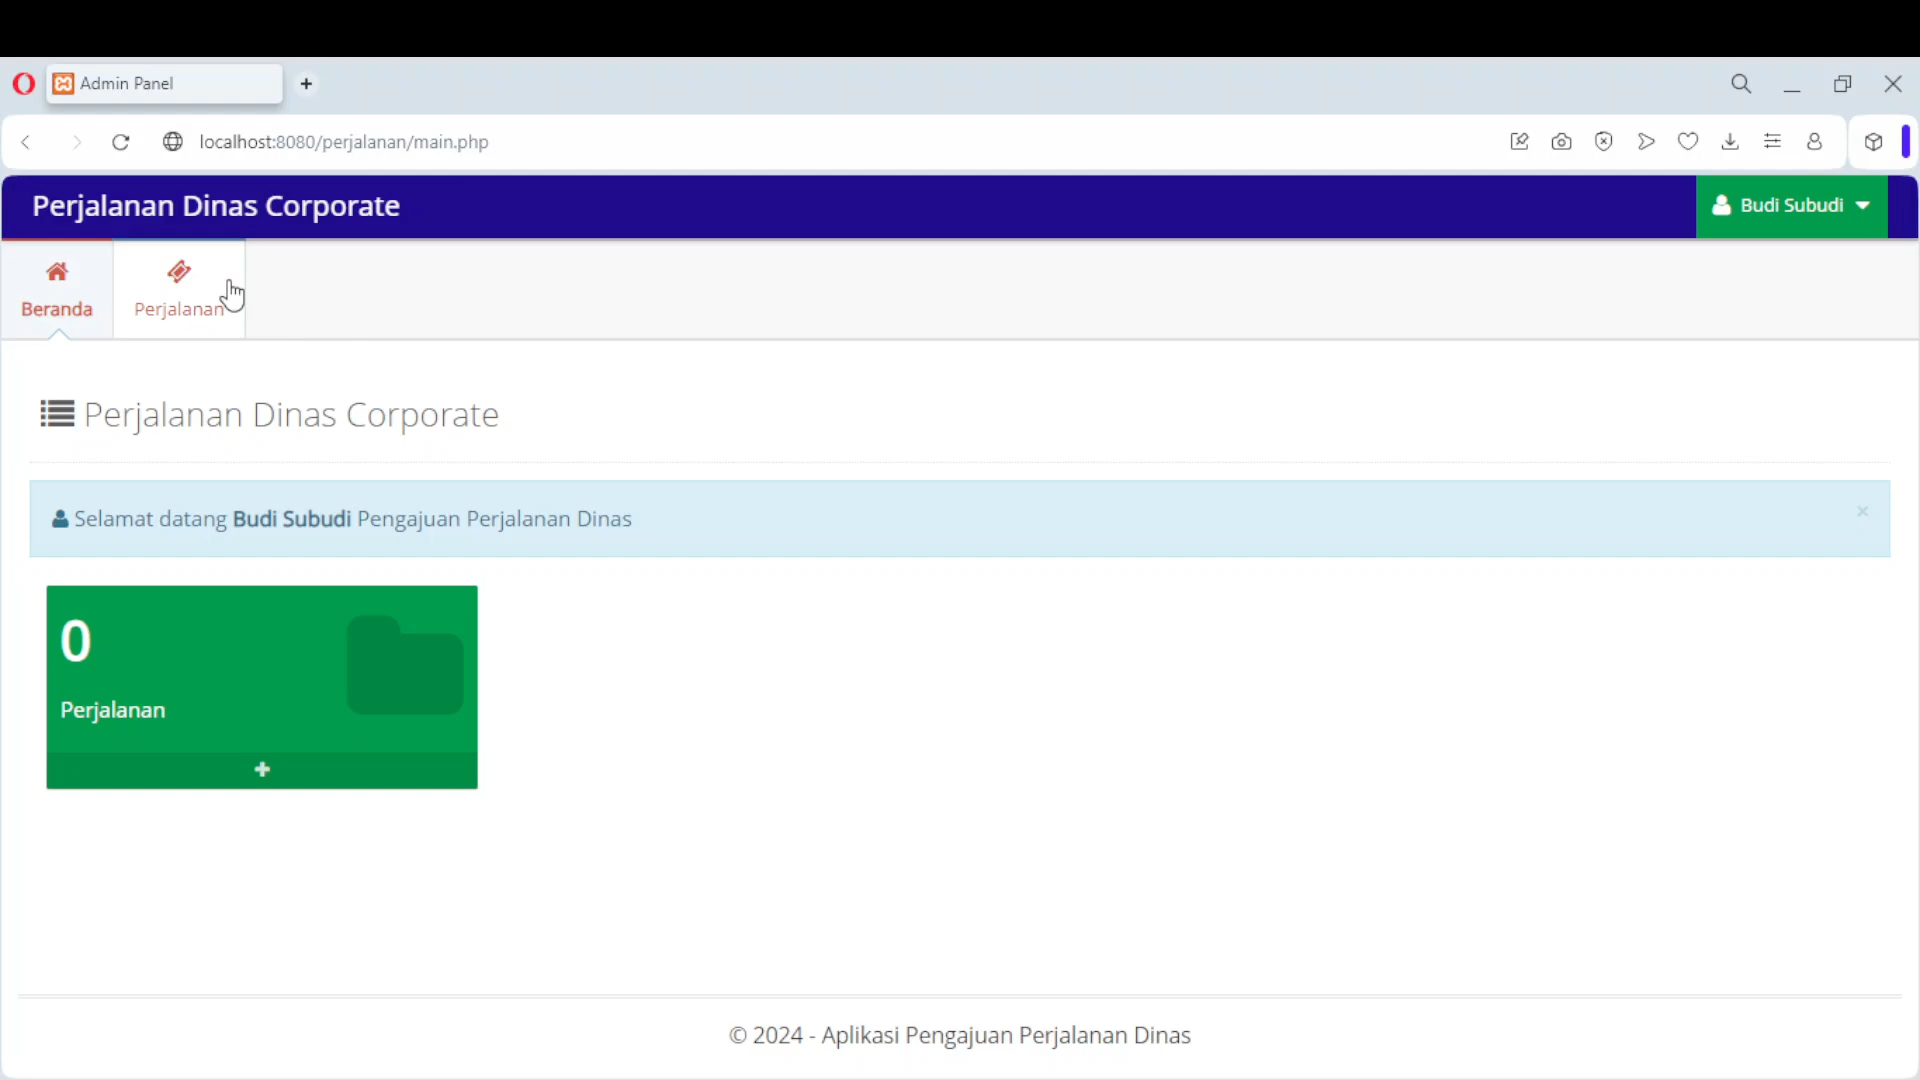 Admin Panel
localhost:8080/perjalanan/main.php
Perjalanan Dinas Corporate
Budi Subudi
Beranda
Perjalanan
Perjalanan Dinas Corporate
Selamat datang Budi Subudi Pengajuan Perjalanan Dinas
0
Perjalanan
© 2024 - Aplikasi Pengajuan Perjalanan Dinas